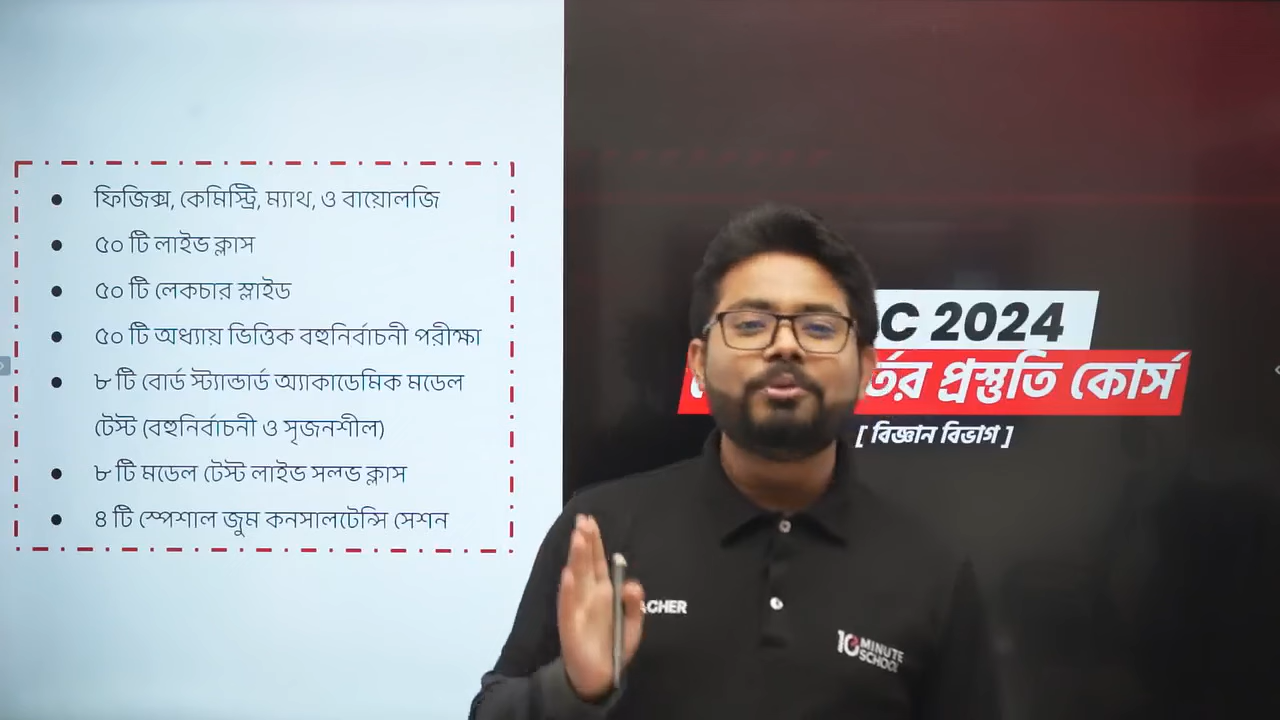 ফিজিক্স, কেমিস্ট্রি, ম্যাথ, ও বায়োলজি
৫০ টি লাইভ ক্লাস
৫০ টি লেকচার স্লাইড
৫০ টি অধ্যায় ভিত্তিক বহুনির্বাচনী পরীক্ষা
৮ টি বোর্ড স্ট্যান্ডার্ড অ্যাকাডেমিক মডেল
টেস্ট (বহুনির্বাচনী ও সৃজনশীল)
৮ টি মডেল টেস্ট লাইভ সলভ ক্লাস
৪ টি স্পেশাল জুম কনসালটেন্সি সেশন
2024
প্রস্তুতি কোর্স
[ বিজ্ঞান বিভাগ ]
10 MINUTE
SCHOOL